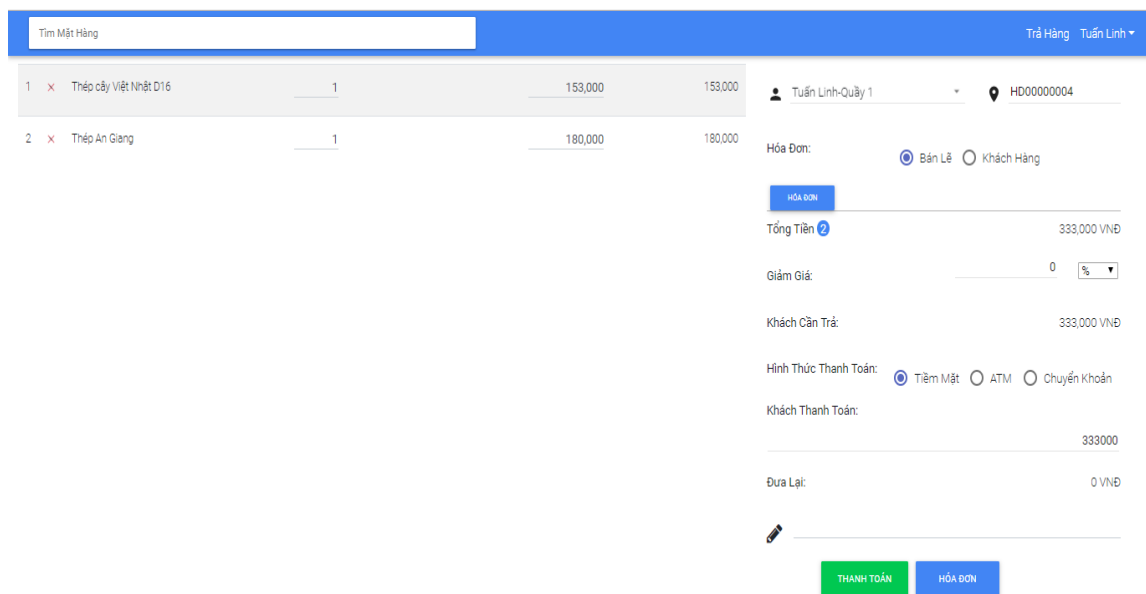 Tìm Mặt Hàng
Trả Hàng Tuấn Linh
1 × Thép cây Việt Nhật D16 1 153,000 153,000
2 × Thép An Giang 1 180,000 180,000
Tuấn Linh-Quầy 1 HD00000004
Hóa Đơn: Bán Lẽ Khách Hàng
HÓA ĐƠN
Tổng Tiền 2 333,000 VNĐ
Giảm Giá: 0 %
Khách Cần Trả: 333,000 VNĐ
Hình Thức Thanh Toán: Tiềm Mặt ATM Chuyển Khoản
Khách Thanh Toán:
333000
Đưa Lại: 0 VNĐ
THANH TOÁN HÓA ĐƠN